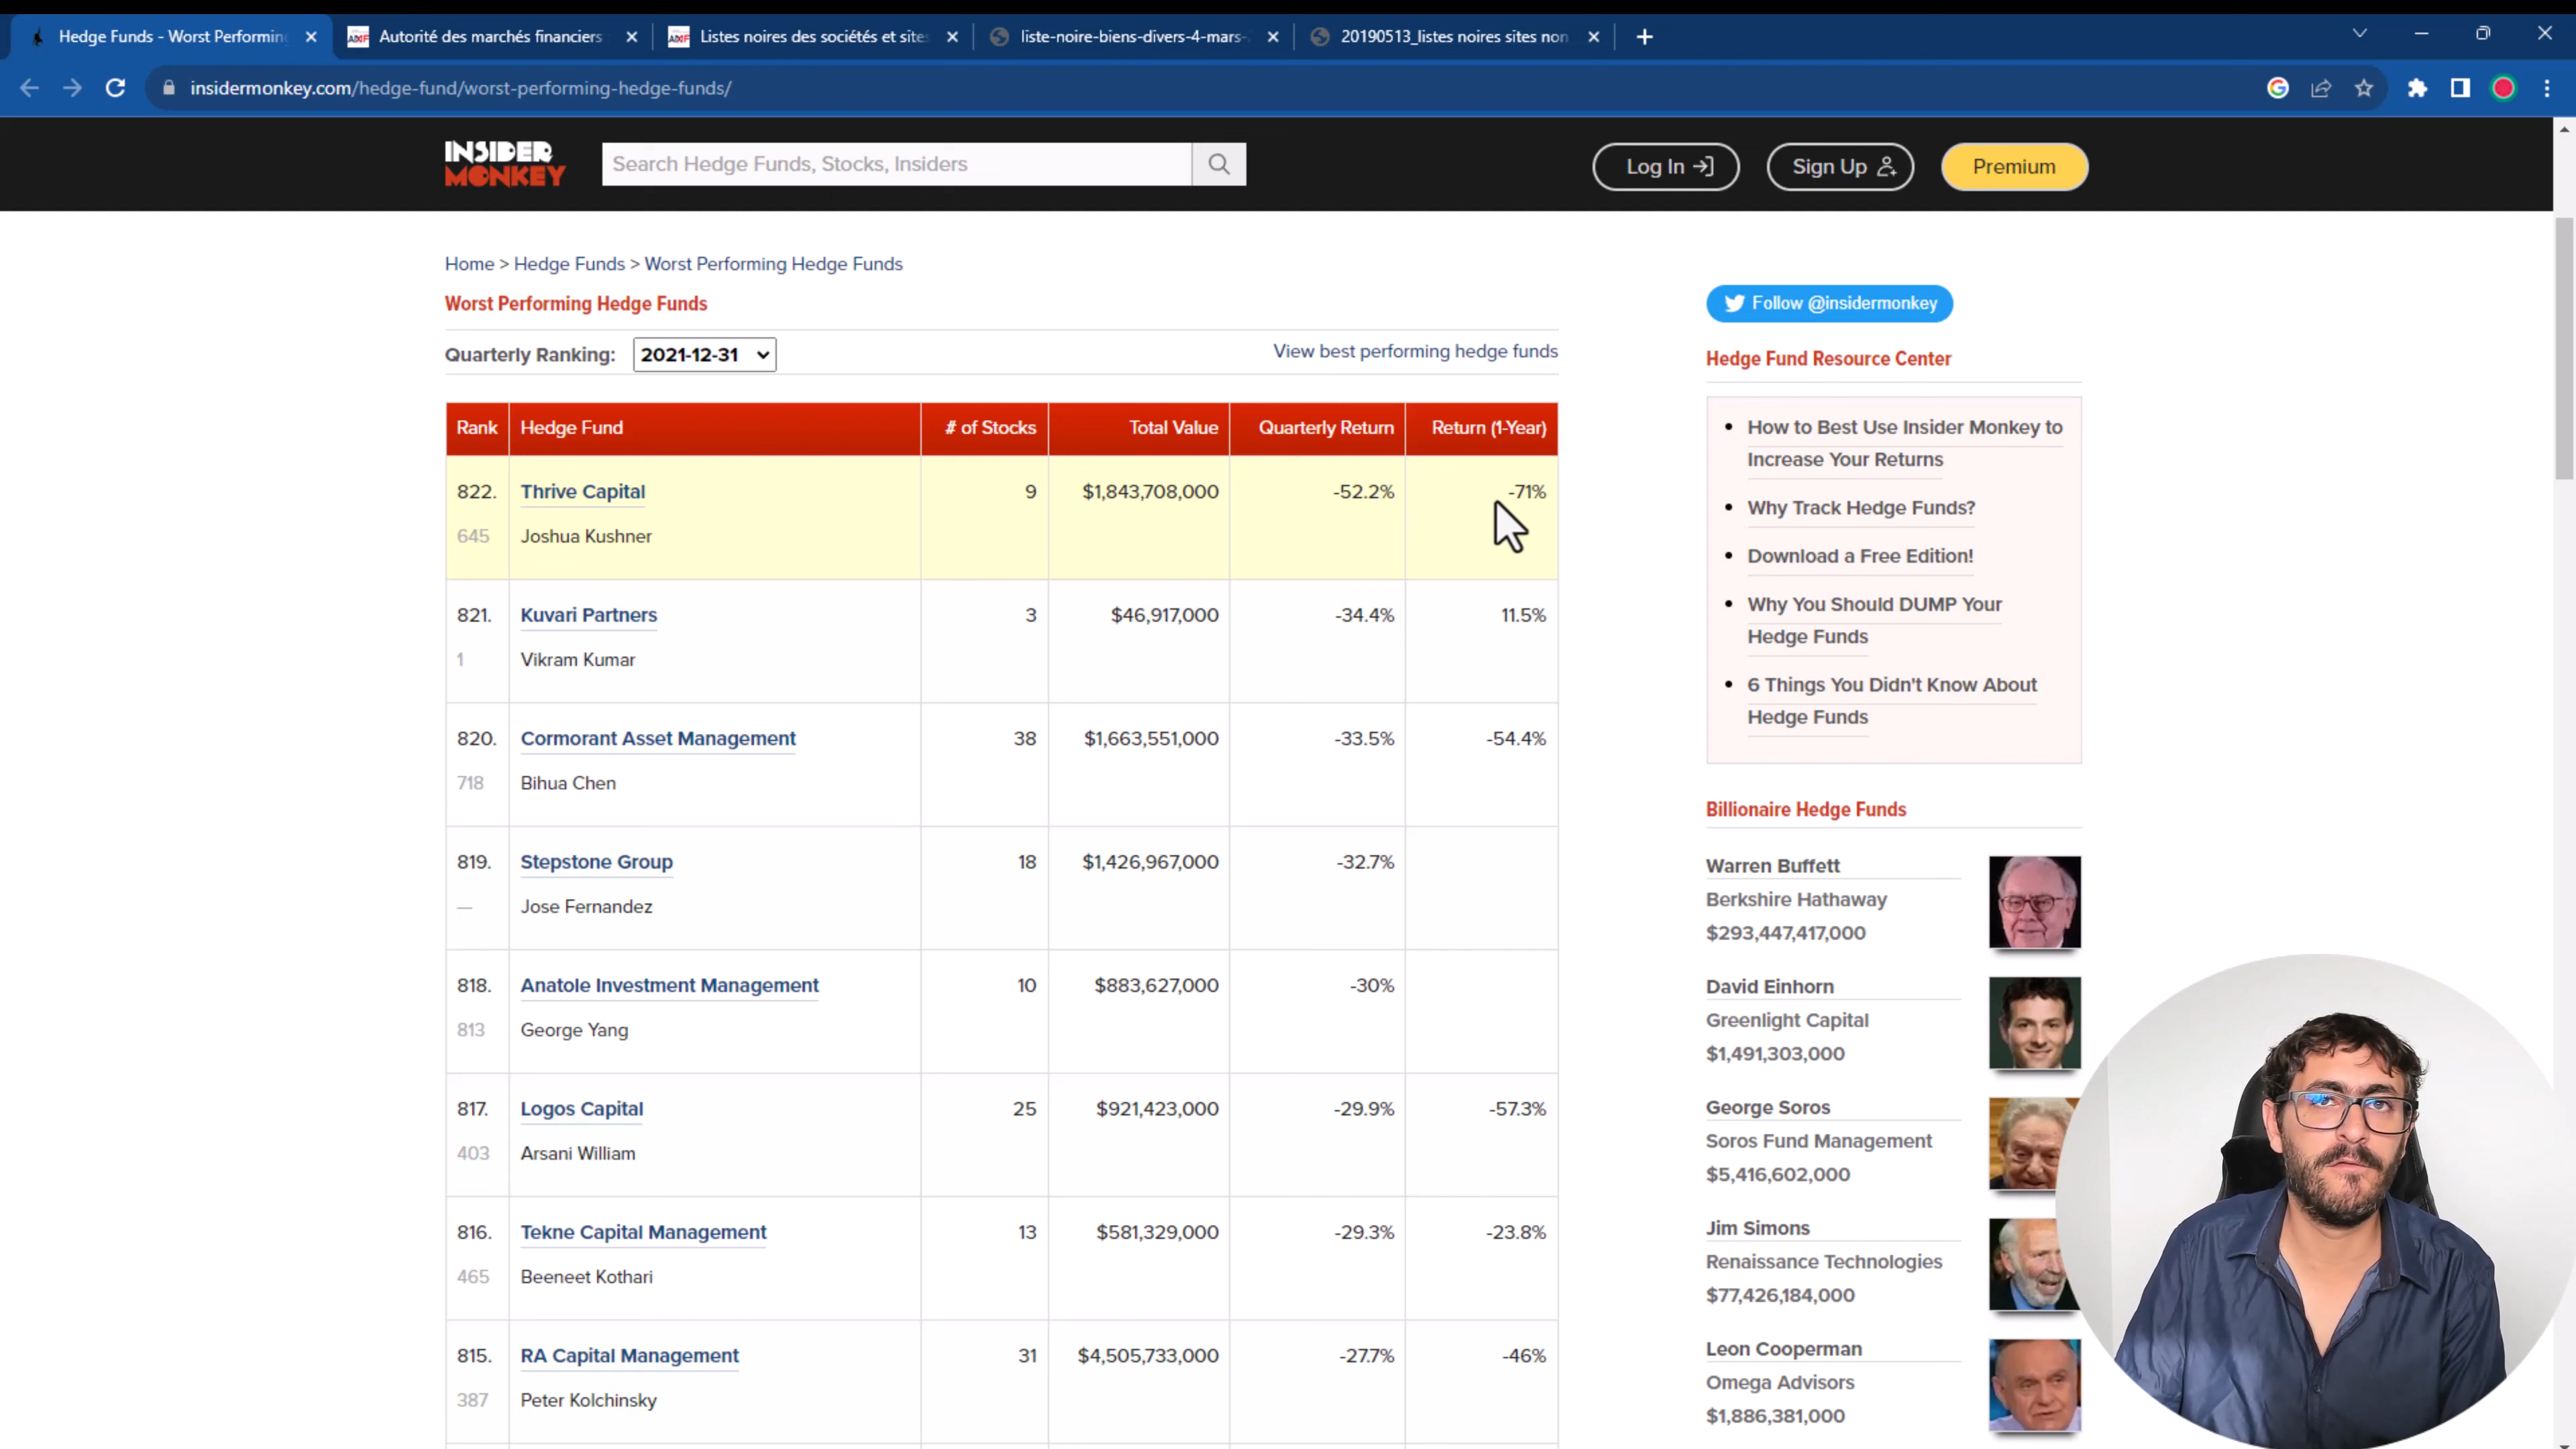 Hedge Funds - Worst Performin
Autorité des marchés financiers
Listes noires des sociétés et sites
liste-noire-biens-divers-4-mars-
20190513_listes noires sites non
insidermonkey.com/hedge-fund/worst-performing-hedge-funds/
INSIDER
MONKEY
Search Hedge Funds, Stocks, Insiders
Log In
Sign Up
Premium
Home > Hedge Funds > Worst Performing Hedge Funds
Worst Performing Hedge Funds
Quarterly Ranking: 2021-12-31
View best performing hedge funds
Rank Hedge Fund # of Stocks Total Value Quarterly Return Return (1-Year)
822. Thrive Capital 9 $1,843,708,000 -52.2% -71%
645 Joshua Kushner
821. Kuvari Partners 3 $46,917,000 -34.4% 11.5%
1 Vikram Kumar
820. Cormorant Asset Management 38 $1,663,551,000 -33.5% -54.4%
718 Bihua Chen
819. Stepstone Group 18 $1,426,967,000 -32.7%
— Jose Fernandez
818. Anatole Investment Management 10 $883,627,000 -30%
813 George Yang
817. Logos Capital 25 $921,423,000 -29.9% -57.3%
403 Arsani William
816. Tekne Capital Management 13 $581,329,000 -29.3% -23.8%
465 Beeneet Kothari
815. RA Capital Management 31 $4,505,733,000 -27.7% -46%
387 Peter Kolchinsky
Follow @insidermonkey
Hedge Fund Resource Center
• How to Best Use Insider Monkey to
Increase Your Returns
• Why Track Hedge Funds?
• Download a Free Edition!
• Why You Should DUMP Your
Hedge Funds
• 6 Things You Didn't Know About
Hedge Funds
Billionaire Hedge Funds
Warren Buffett
Berkshire Hathaway
$293,447,417,000
David Einhorn
Greenlight Capital
$1,491,303,000
George Soros
Soros Fund Management
$5,416,602,000
Jim Simons
Renaissance Technologies
$77,426,184,000
Leon Cooperman
Omega Advisors
$1,886,381,000